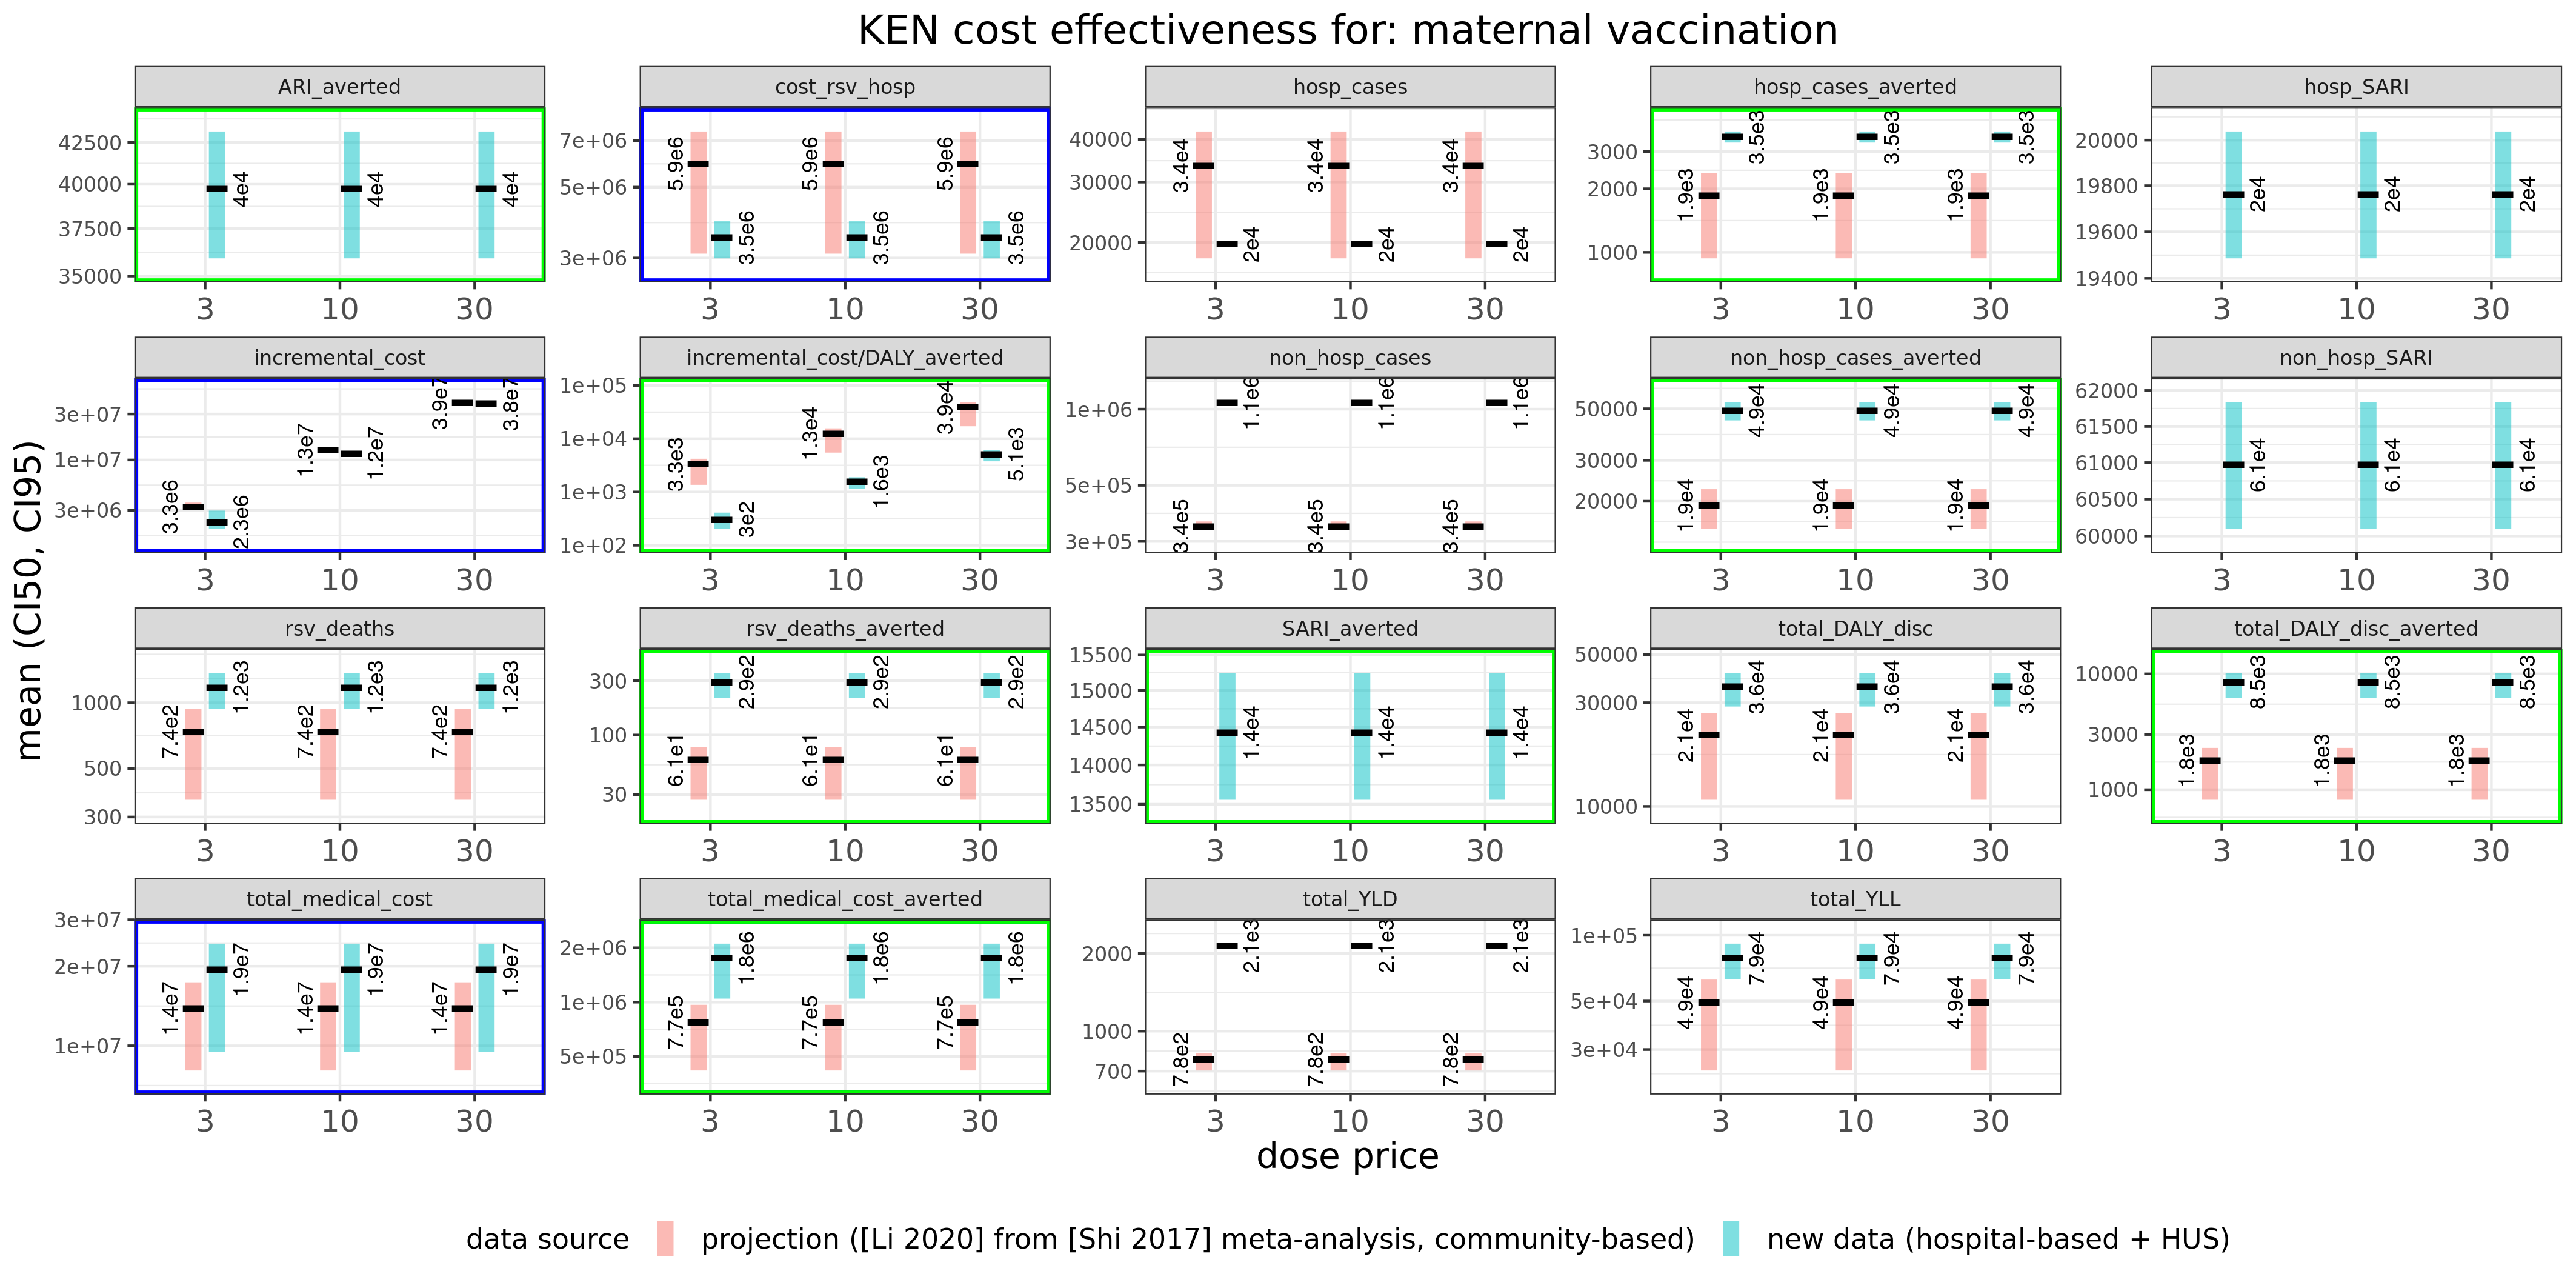 KEN cost effectiveness for: maternal vaccination
mean (CI50, CI95)
ARI_averted
42500
40000
37500
35000
4e4 4e4 4e4
3 10 30
cost_rsv_hosp
7e+06
5e+06
3e+06
5.9e6 5.9e6 5.9e6
3.5e6 3.5e6 3.5e6
3 10 30
hosp_cases
40000
30000
20000
3.4e4 3.4e4 3.4e4
2e4 2e4 2e4
3 10 30
hosp_cases_averted
3000
2000
1000
3.5e3 3.5e3 3.5e3
1.9e3 1.9e3 1.9e3
3 10 30
hosp_SARI
20000
19800
19600
19400
2e4 2e4 2e4
3 10 30
incremental_cost
3e+07
1e+07
3e+06
3.3e6 2.3e6 1.3e7 1.2e7 3.9e7 3.8e7
3 10 30
incremental_cost/DALY_averted
1e+05
1e+04
1e+03
1e+02
3.3e3 3e2 1.3e4 1.6e3 3.9e4 5.1e3
3 10 30
non_hosp_cases
1e+06
5e+05
3e+05
1.1e6 1.1e6 1.1e6
3.4e5 3.4e5 3.4e5
3 10 30
non_hosp_cases_averted
50000
30000
20000
4.9e4 4.9e4 4.9e4
1.9e4 1.9e4 1.9e4
3 10 30
non_hosp_SARI
62000
61500
61000
60500
60000
6.1e4 6.1e4 6.1e4
3 10 30
rsv_deaths
1000
500
300
1.2e3 1.2e3 1.2e3
7.4e2 7.4e2 7.4e2
3 10 30
rsv_deaths_averted
300
100
30
2.9e2 2.9e2 2.9e2
6.1e1 6.1e1 6.1e1
3 10 30
SARI_averted
15500
15000
14500
14000
13500
1.4e4 1.4e4 1.4e4
3 10 30
total_DALY_disc
50000
30000
10000
3.6e4 3.6e4 3.6e4
2.1e4 2.1e4 2.1e4
3 10 30
total_DALY_disc_averted
10000
3000
1000
8.5e3 8.5e3 8.5e3
1.8e3 1.8e3 1.8e3
3 10 30
total_medical_cost
3e+07
2e+07
1e+07
1.9e7 1.9e7 1.9e7
1.4e7 1.4e7 1.4e7
3 10 30
total_medical_cost_averted
2e+06
1e+06
5e+05
1.8e6 1.8e6 1.8e6
7.7e5 7.7e5 7.7e5
3 10 30
total_YLD
2000
1000
700
2.1e3 2.1e3 2.1e3
7.8e2 7.8e2 7.8e2
3 10 30
total_YLL
1e+05
5e+04
3e+04
7.9e4 7.9e4 7.9e4
4.9e4 4.9e4 4.9e4
3 10 30
dose price
data source projection ([Li 2020] from [Shi 2017] meta-analysis, community-based) new data (hospital-based + HUS)